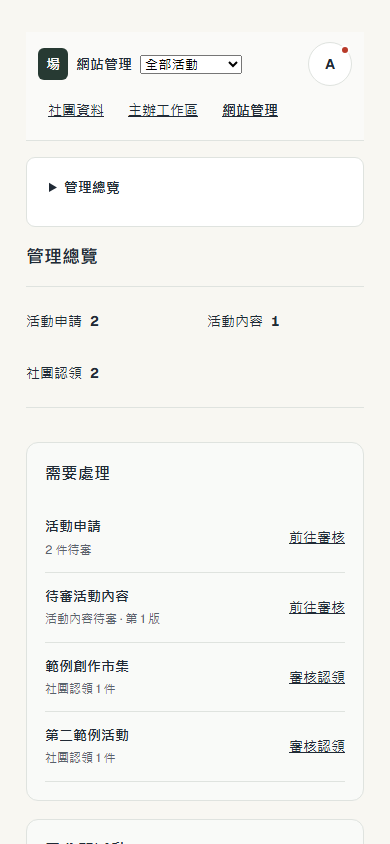 場 網站管理 全部活動 A
社團資料 主辦工作區 網站管理
▶ 管理總覽
管理總覽
活動申請 2 活動內容 1
社團認領 2
需要處理
活動申請
2 件待審
前往審核
待審活動內容
活動內容待審 · 第 1 版
前往審核
範例創作市集
社團認領 1 件
審核認領
第二範例活動
社團認領 1 件
審核認領